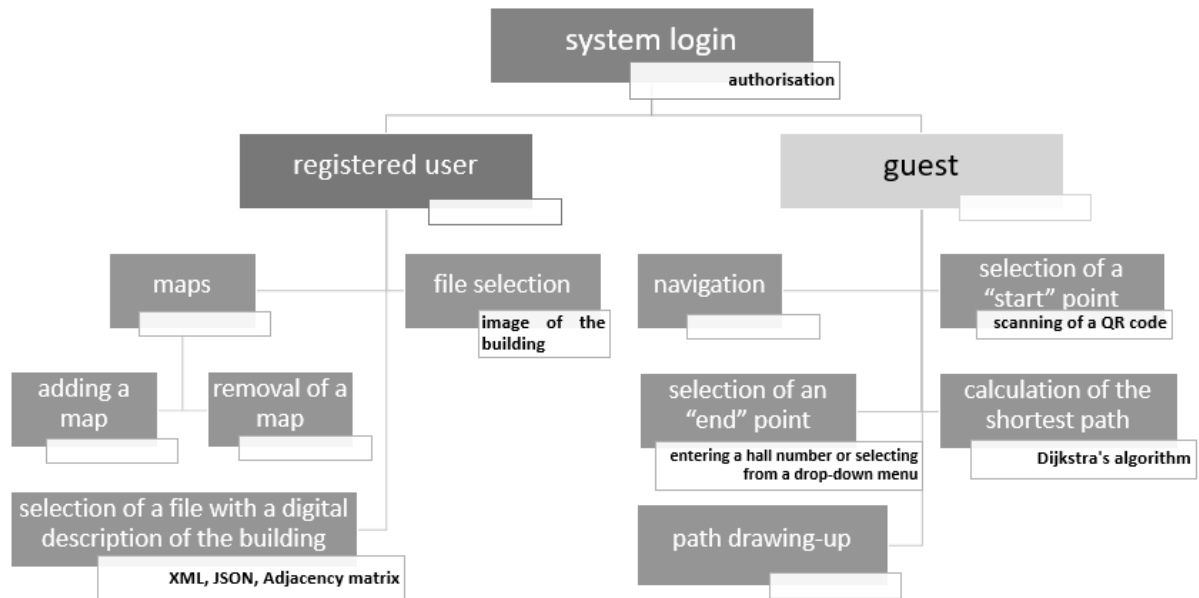 system login
authorisation
registered user
guest
maps
file selection
image of the
building
navigation
selection of a
“start” point
scanning of a QR code
adding a
map
removal of a
map
selection of an
“end” point
entering a hall number or selecting
from a drop-down menu
calculation of the
shortest path
Dijkstra's algorithm
selection of a file with a digital
description of the building
XML, JSON, Adjacency matrix
path drawing-up